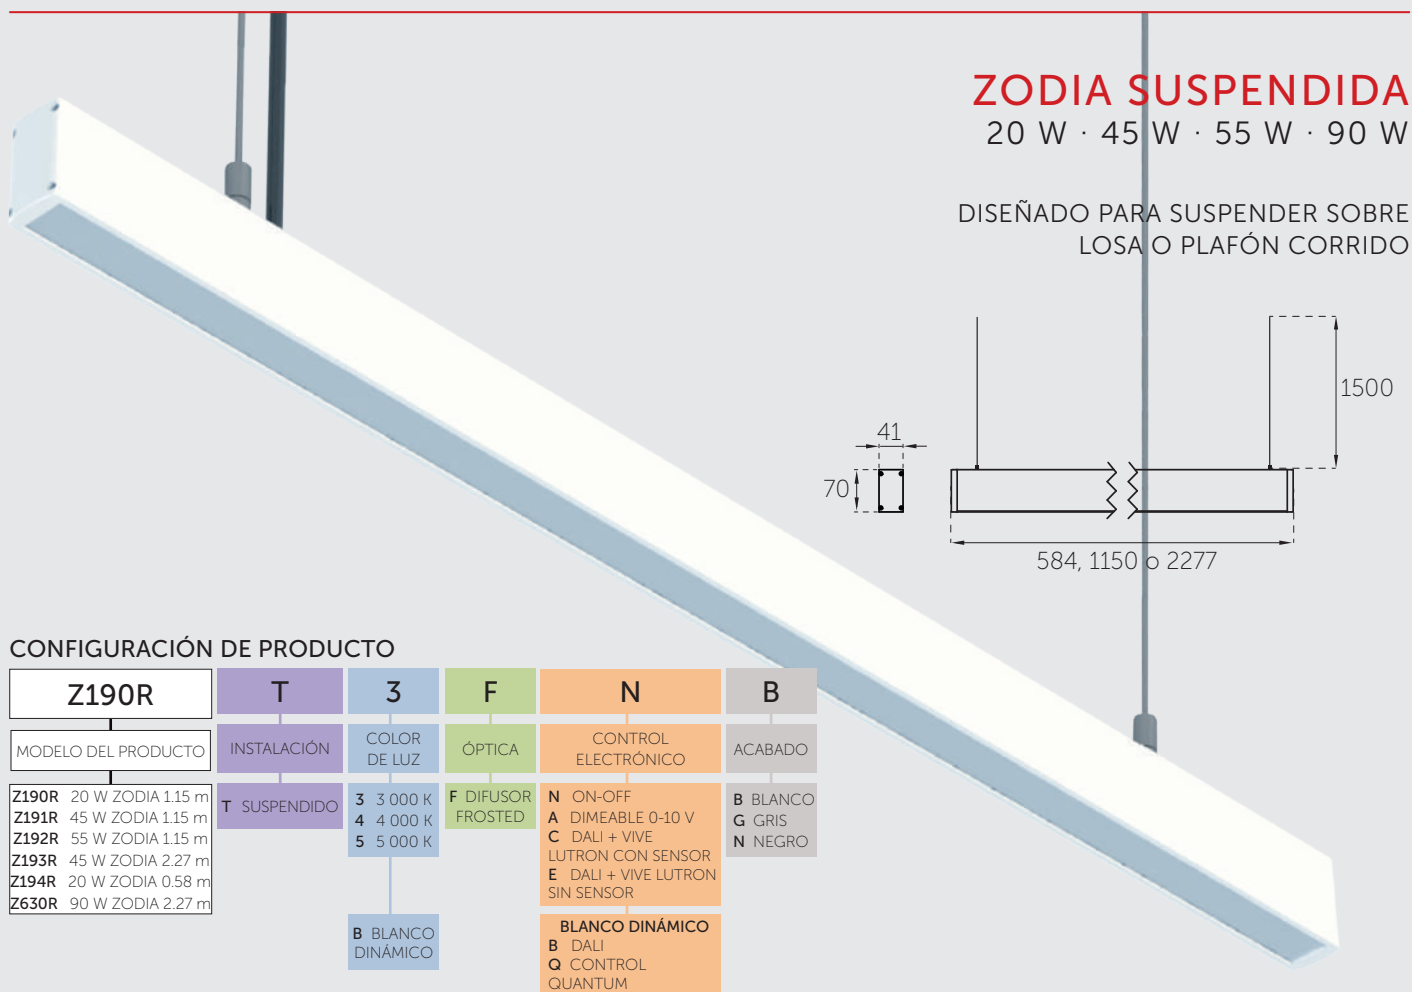 ZODIA SUSPENDIDA
20 W · 45 W · 55 W · 90 W
DISEÑADO PARA SUSPENDER SOBRE
LOSA O PLAFÓN CORRIDO
1500
41
70
584, 1150 o 2277
CONFIGURACIÓN DE PRODUCTO
Z190R T 3 F N B
MODELO DEL PRODUCTO
INSTALACIÓN
COLOR
DE LUZ
ÓPTICA
CONTROL
ELECTRÓNICO
ACABADO
Z190R 20 W ZODIA 1.15 m
Z191R 45 W ZODIA 1.15 m
Z192R 55 W ZODIA 1.15 m
Z193R 45 W ZODIA 2.27 m
Z194R 20 W ZODIA 0.58 m
Z630R 90 W ZODIA 2.27 m
T SUSPENDIDO
3 3 000 K
4 4 000 K
5 5 000 K
B BLANCO
DINÁMICO
F DIFUSOR
FROSTED
N ON-OFF
A DIMEABLE 0-10 V
C DALI + VIVE
LUTRON CON SENSOR
E DALI + VIVE LUTRON
SIN SENSOR
BLANCO DINÁMICO
B DALI
Q CONTROL
QUANTUM
B BLANCO
G GRIS
N NEGRO